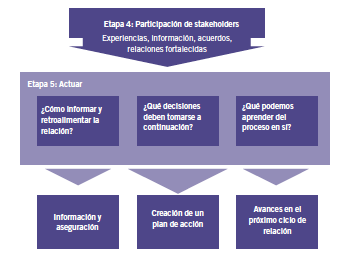 Etapa 4: Participación de stakeholders
Experiencias, información, acuerdos,
relaciones fortalecidas
Etapa 5: Actuar
¿Cómo informar y
retroalimentar la
relación?
¿Qué decisiones
deben tomarse a
continuación?
¿Qué podemos
aprender del
proceso en sí?
Información y
aseguración
Creación de un
plan de acción
Avances en el
próximo ciclo de
relación